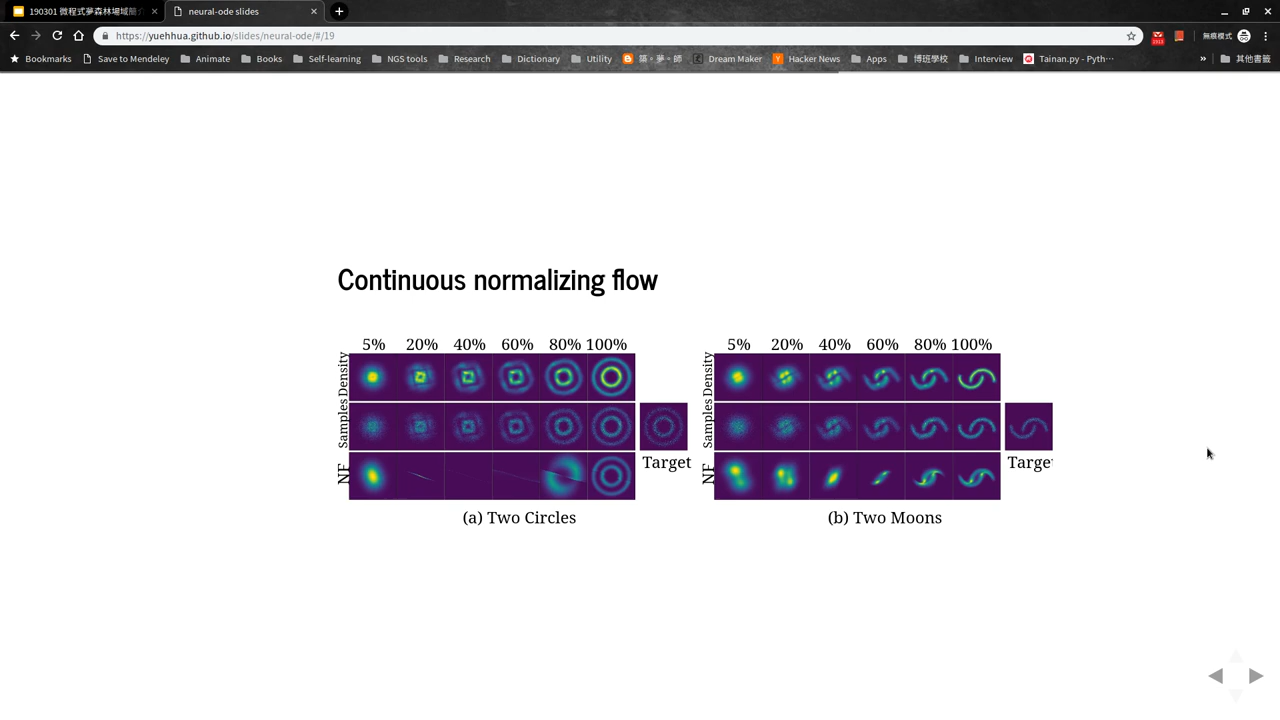 190301 微程式夢森林場域簡
neural-ode slides
https://yuehhua.github.io/slides/neural-ode/#/19
無痕模式
Bookmarks Save to Mendeley Animate Books Self-learning NGS tools Research Dictionary Utility 築。夢。師 Dream Maker Hacker News Apps 博班學校 Interview Tainan.py - Pyth… » 其他書籤
Continuous normalizing flow
5% 20% 40% 60% 80% 100%
Density
Samples
NF
Target
(a) Two Circles
5% 20% 40% 60% 80% 100%
Density
Samples
NF
Target
(b) Two Moons